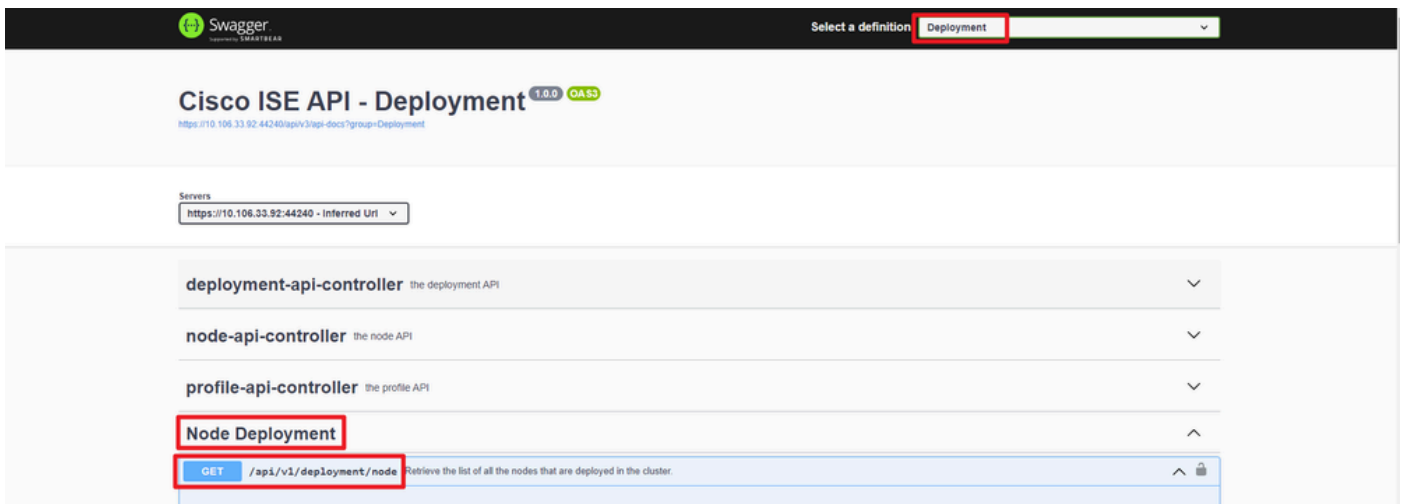 Swagger.
Supported by SMARTBEAR
Select a definition
Deployment
Cisco ISE API - Deployment 1.0.0 OAS3
https://10.106.33.92:44240/api/v3/api-docs?group=Deployment
Servers
https://10.106.33.92:44240 - Inferred Url
deployment-api-controller the deployment API
node-api-controller the node API
profile-api-controller the profile API
Node Deployment
GET /api/v1/deployment/node Retrieve the list of all the nodes that are deployed in the cluster.